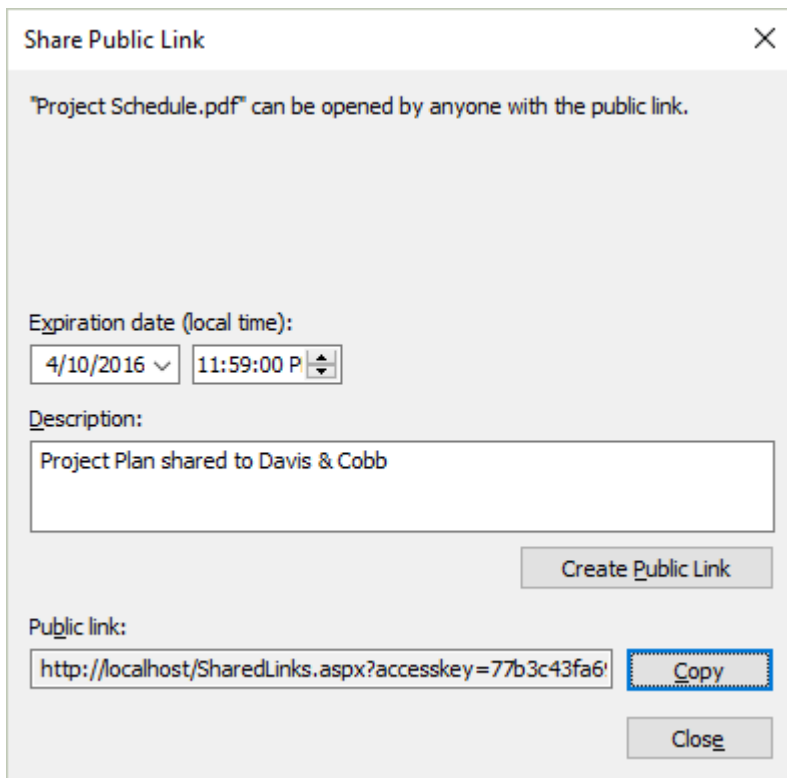 Share Public Link
"Project Schedule.pdf" can be opened by anyone with the public link.
Expiration date (local time):
4/10/2016 11:59:00 P
Description:
Project Plan shared to Davis & Cobb
Create Public Link
Public link:
http://localhost/SharedLinks.aspx?accesskey=77b3c43fa69
Copy
Close